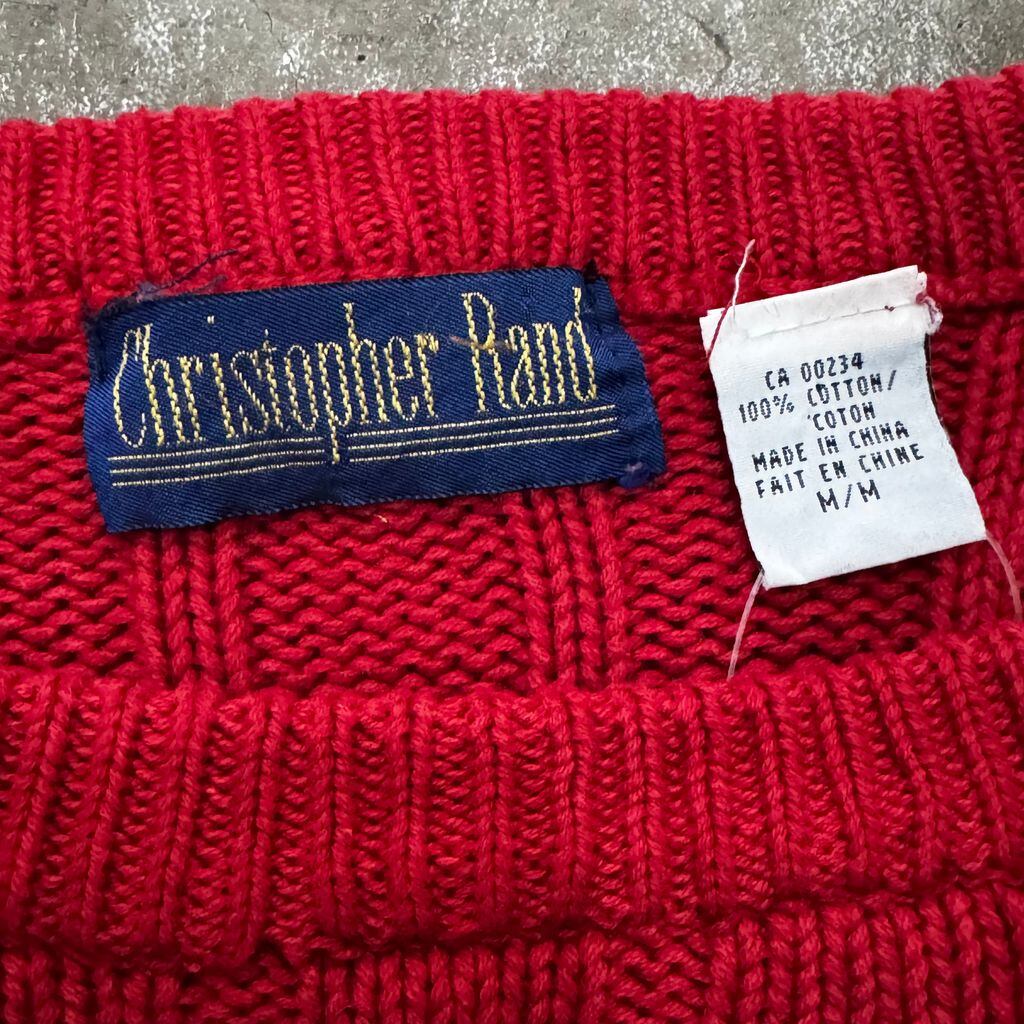 Christopher Rand
CA 00234
100% COTTON/
'COTON
MADE IN CHINA
FAIT EN CHINE
M/M